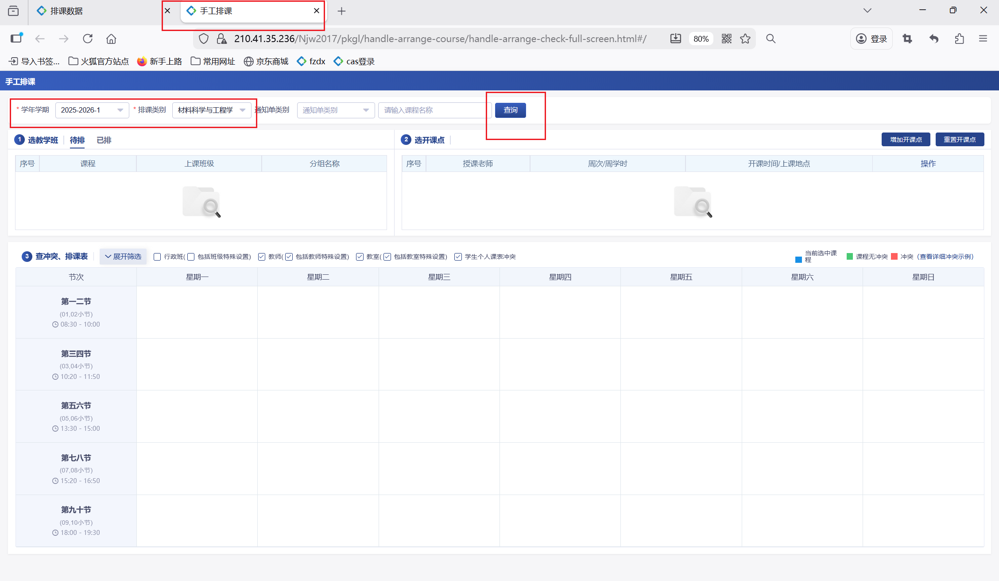 排课数据
手工排课
210.41.35.236/Njw2017/pkgl/handle-arrange-course/handle-arrange-check-full-screen.html#/
80%
登录
导入书签...
火狐官方站点
新手上路
常用网址
京东商城
fzdx
cas登录
手工排课
* 学年学期
2025-2026-1
* 排课类别
材料科学与工程学
通知单类别
通知单类别
请输入课程名称
查询
1 选教学班
待排
已排
2 选开课点
增加开课点
重置开课点
序号
课程
上课班级
分组名称
序号
授课老师
周次/周学时
开课时间/上课地点
操作
3 查冲突、排课表
展开筛选
行政班(
包括班级特殊设置)
教师(
包括教师特殊设置)
教室(
包括教室特殊设置)
学生个人课表冲突
当前选中课
程
课程无冲突
冲突
(查看详细冲突示例)
节次
星期一
星期二
星期三
星期四
星期五
星期六
星期日
第一二节
(01,02小节)
08:30 - 10:00
第三四节
(03,04小节)
10:20 - 11:50
第五六节
(05,06小节)
13:30 - 15:00
第七八节
(07,08小节)
15:20 - 16:50
第九十节
(09,10小节)
18:00 - 19:30